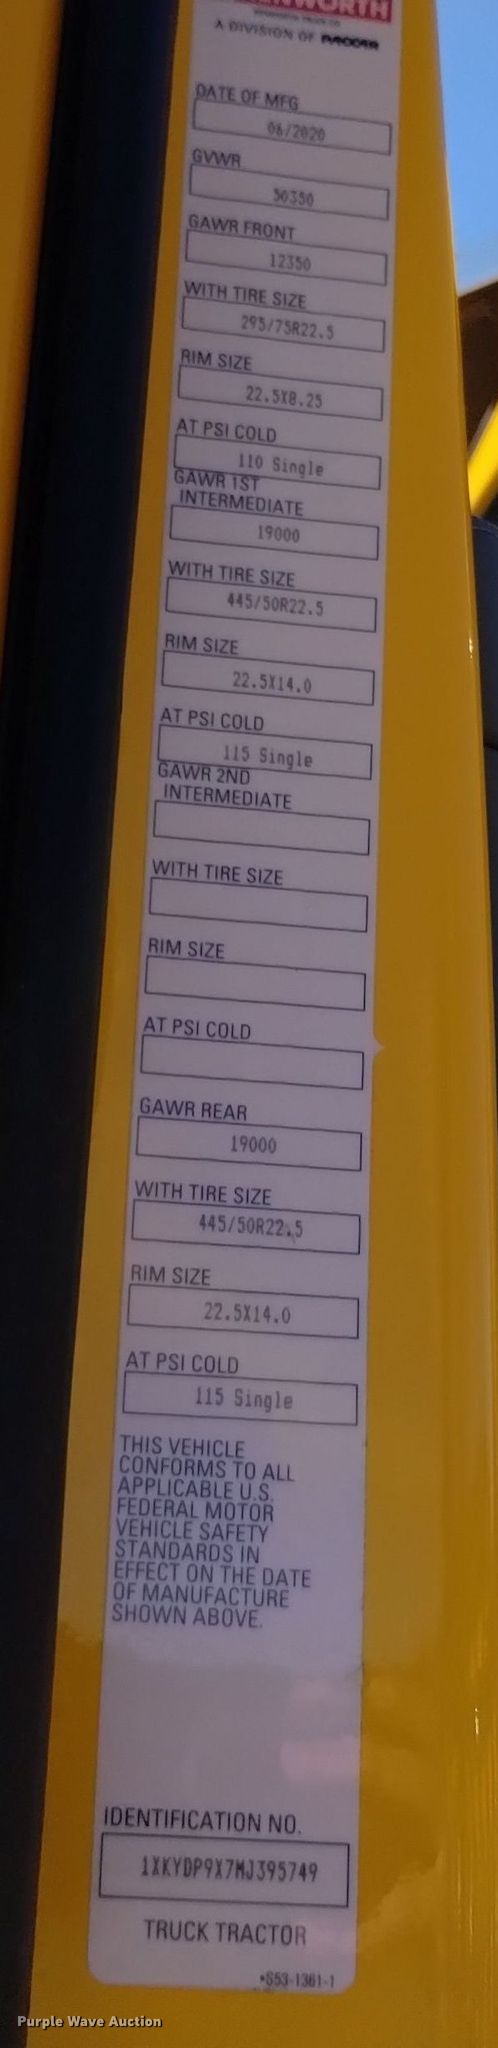 ENWORTH
A DIVISION OF PACCAR
DATE OF MFG
06/2020
GVWR
50350
GAWR FRONT
12350
WITH TIRE SIZE
295/75R22.5
RIM SIZE
22.5X8.25
AT PSI COLD
110 Single
GAWR 1ST
INTERMEDIATE
19000
WITH TIRE SIZE
445/50R22.5
RIM SIZE
22.5X14.0
AT PSI COLD
115 Single
GAWR 2ND
INTERMEDIATE
WITH TIRE SIZE
RIM SIZE
AT PSI COLD
GAWR REAR
19000
WITH TIRE SIZE
445/50R22.5
RIM SIZE
22.5X14.0
AT PSI COLD
115 Single
THIS VEHICLE
CONFORMS TO ALL
APPLICABLE U.S.
FEDERAL MOTOR
VEHICLE SAFETY
STANDARDS IN
EFFECT ON THE DATE
OF MANUFACTURE
SHOWN ABOVE.
IDENTIFICATION NO.
1XKYDP9X7MJ395749
TRUCK TRACTOR
•S53-1361-1
Purple Wave Auction